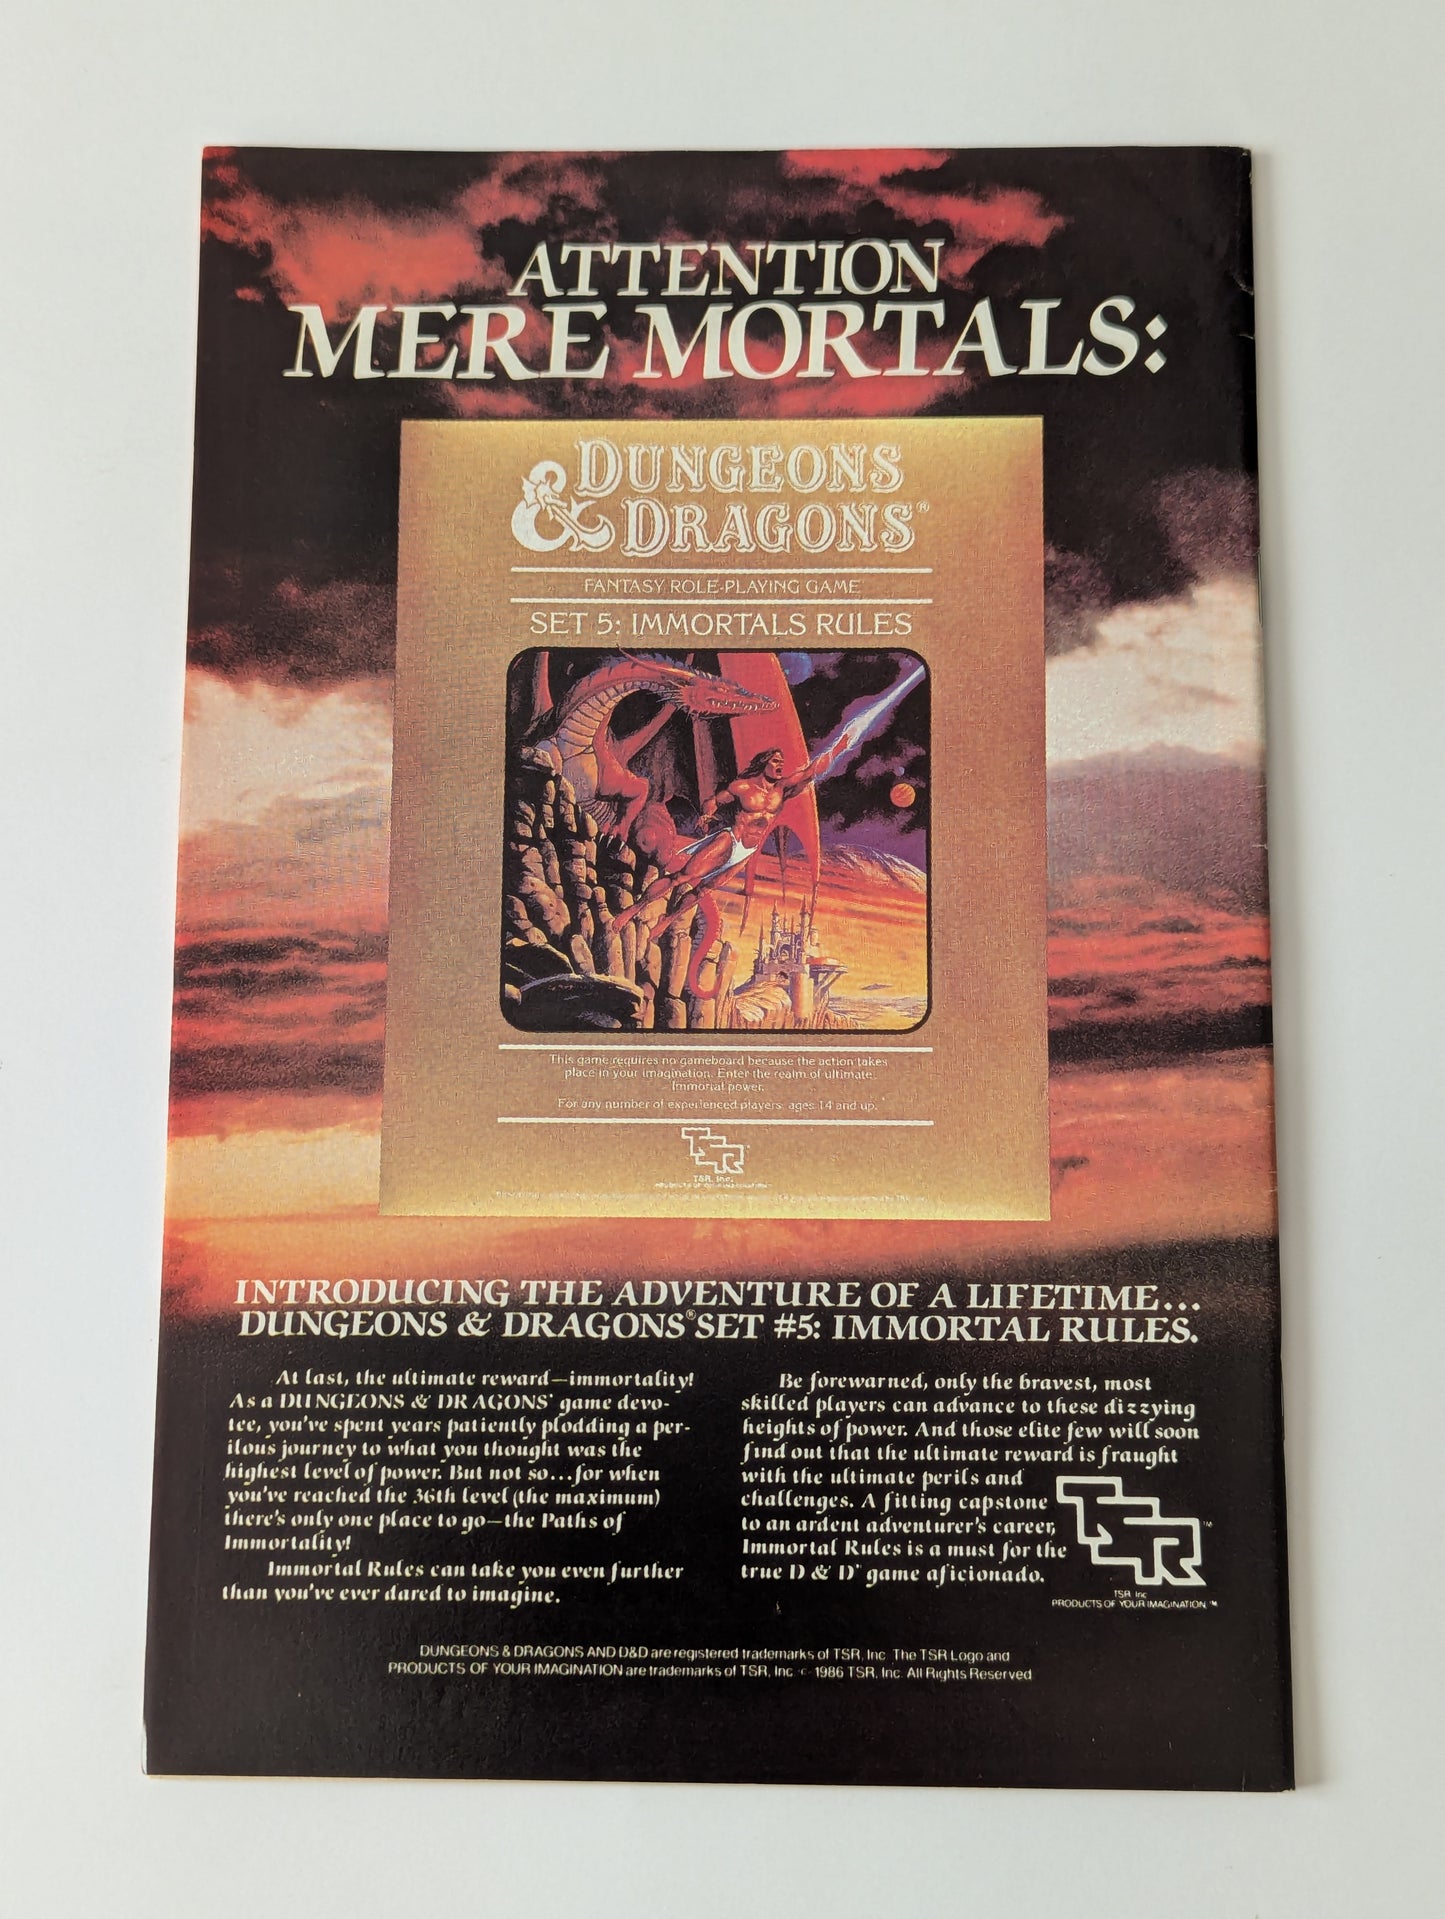 ATTENTION
MERE MORTALS:
DUNGEONS
& DRAGONS®
FANTASY ROLE-PLAYING GAME
SET 5: IMMORTALS RULES
This game requires no gameboard because the action takes
place in your imagination. Enter the realm of ultimate
Immortal power.
For any number of experienced players, ages 14 and up.
TSR
TSR, Inc.
PRODUCTS OF YOUR IMAGINATION™
INTRODUCING THE ADVENTURE OF A LIFETIME...
DUNGEONS & DRAGONS® SET #5: IMMORTAL RULES.
At last, the ultimate reward—immortality!
As a DUNGEONS & DRAGONS® game devo-
tee, you've spent years patiently plodding a per-
ilous journey to what you thought was the
highest level of power. But not so...for when
you've reached the 36th level (the maximum)
there's only one place to go—the Paths of
Immortality!
Immortal Rules can take you even further
than you've ever dared to imagine.
Be forewarned, only the bravest, most
skilled players can advance to these dizzying
heights of power. And those elite few will soon
find out that the ultimate reward is fraught
with the ultimate perils and
challenges. A fitting capstone
to an ardent adventurer's career,
Immortal Rules is a must for the
true D & D® game aficionado.
TSR™
TSR, Inc.
PRODUCTS OF YOUR IMAGINATION™
DUNGEONS & DRAGONS AND D&D are registered trademarks of TSR, Inc. The TSR Logo and
PRODUCTS OF YOUR IMAGINATION are trademarks of TSR, Inc. © 1986 TSR, Inc. All Rights Reserved